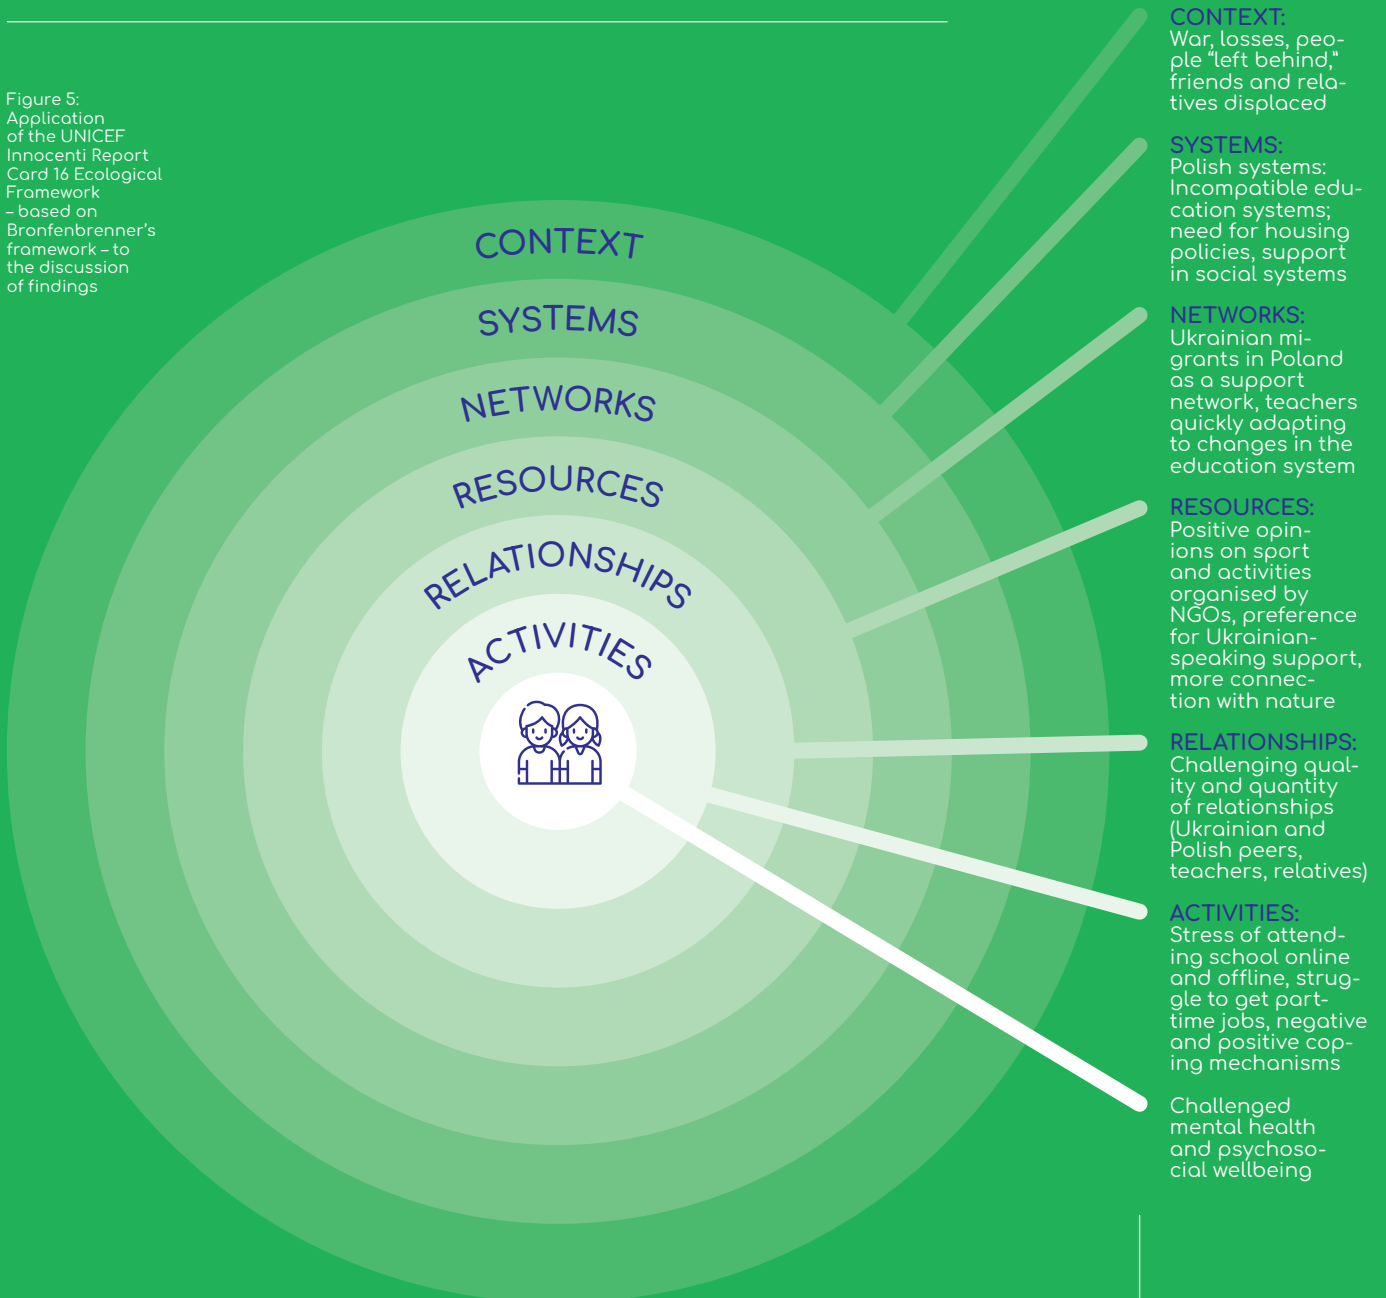 Figure 5:
Application
of the UNICEF
Innocenti Report
Card 16 Ecological
Framework
– based on
Bronfenbrenner’s
framework – to
the discussion
of findings
CONTEXT
SYSTEMS
NETWORKS
RESOURCES
RELATIONSHIPS
ACTIVITIES
CONTEXT:
War, losses, peo-
ple “left behind,”
friends and rela-
tives displaced
SYSTEMS:
Polish systems:
Incompatible edu-
cation systems;
need for housing
policies, support
in social systems
NETWORKS:
Ukrainian mi-
grants in Poland
as a support
network, teachers
quickly adapting
to changes in the
education system
RESOURCES:
Positive opin-
ions on sport
and activities
organised by
NGOs, preference
for Ukrainian-
speaking support,
more connec-
tion with nature
RELATIONSHIPS:
Challenging qual-
ity and quantity
of relationships
(Ukrainian and
Polish peers,
teachers, relatives)
ACTIVITIES:
Stress of attend-
ing school online
and offline, strug-
gle to get part-
time jobs, negative
and positive cop-
ing mechanisms
Challenged
mental health
and psychoso-
cial wellbeing